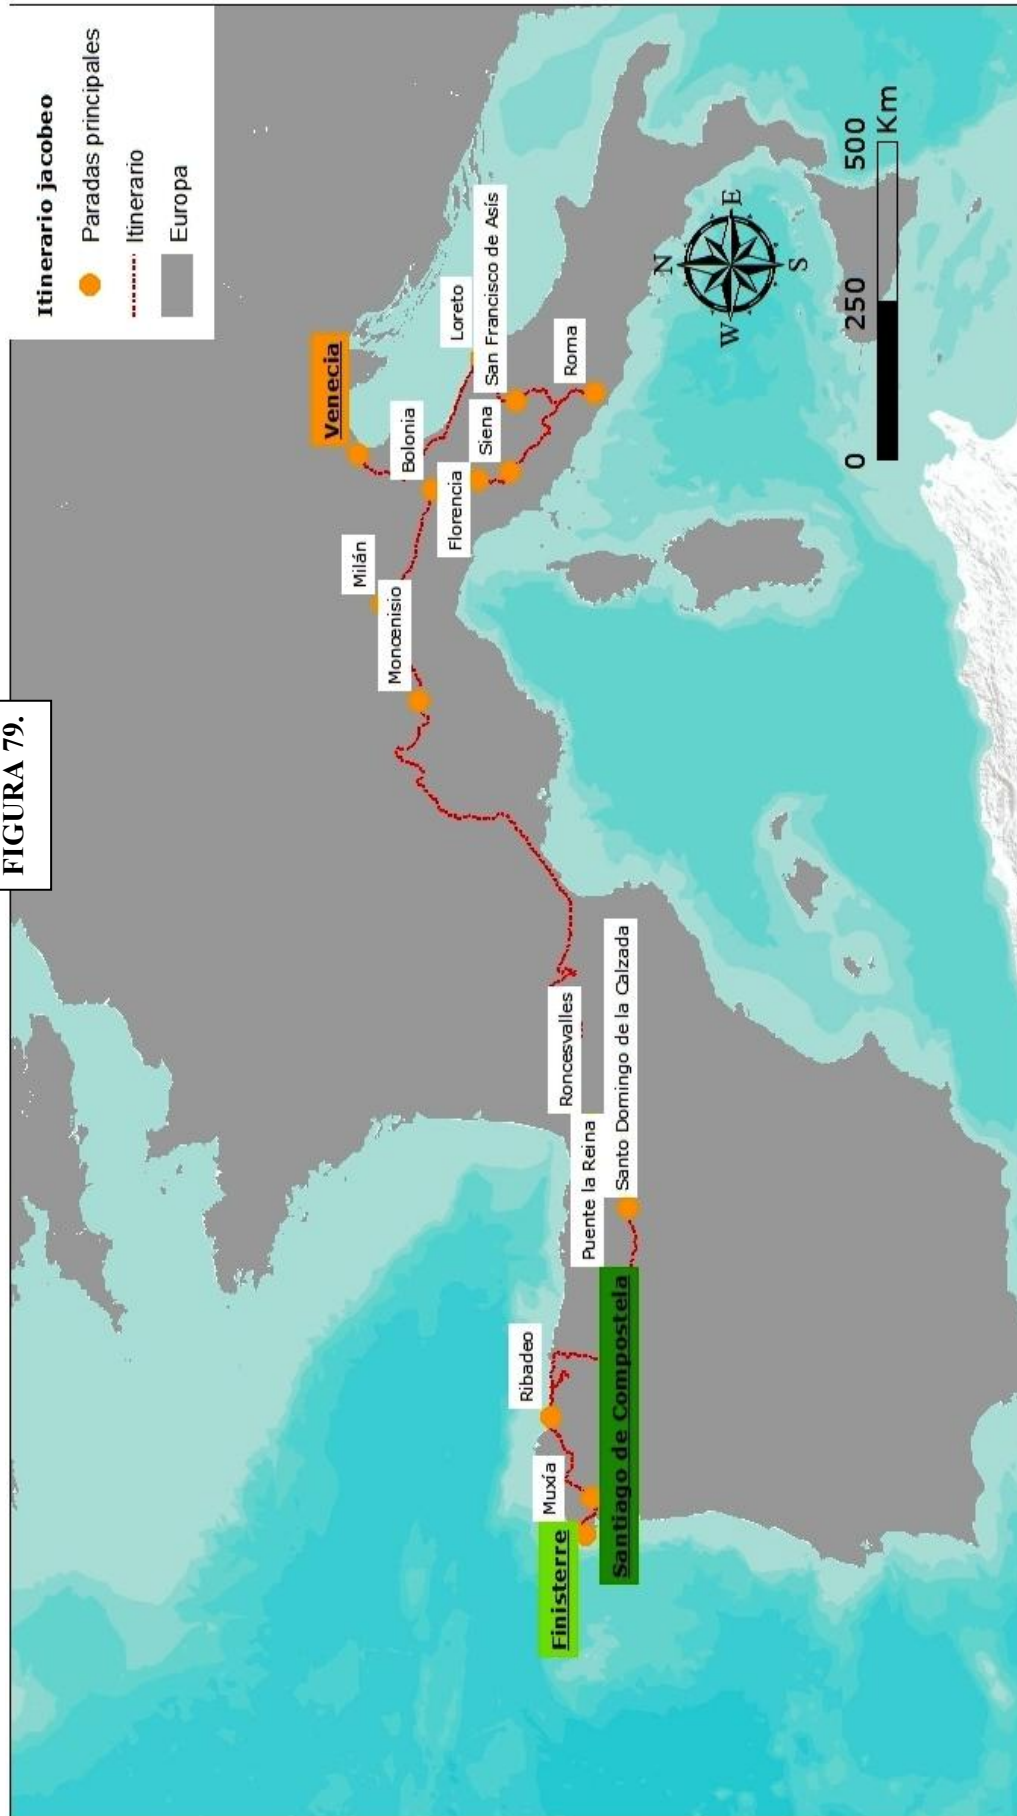 FIGURA 79.
Itinerario jacobeo
Paradas principales
Itinerario
Europa
Venecia
Loreto
San Francisco de Asís
Bolonia
Siena
Roma
Florencia
Milán
Moncenisio
Roncesvalles
Santo Domingo de la Calzada
Puente la Reina
Ribadeo
Muxía
Santiago de Compostela
Finisterre
N
W
E
S
0
250
500
Km